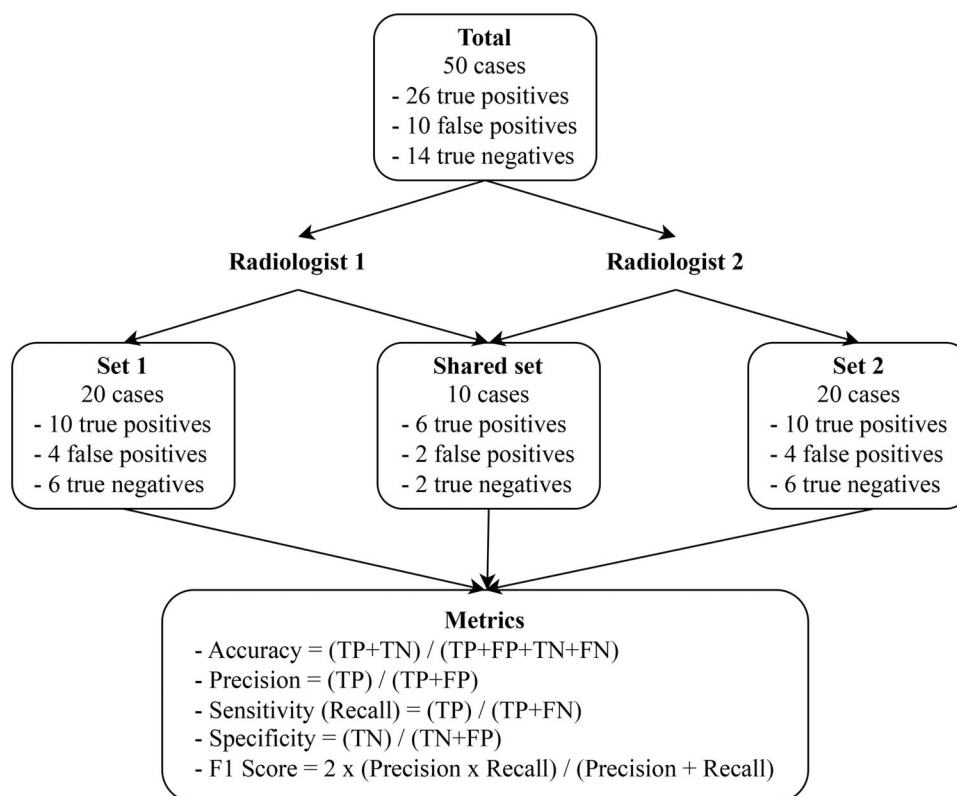 Total
50 cases
- 26 true positives
- 10 false positives
- 14 true negatives
Radiologist 1
Radiologist 2
Set 1
20 cases
- 10 true positives
- 4 false positives
- 6 true negatives
Shared set
10 cases
- 6 true positives
- 2 false positives
- 2 true negatives
Set 2
20 cases
- 10 true positives
- 4 false positives
- 6 true negatives
Metrics
- Accuracy = (TP+TN) / (TP+FP+TN+FN)
- Precision = (TP) / (TP+FP)
- Sensitivity (Recall) = (TP) / (TP+FN)
- Specificity = (TN) / (TN+FP)
- F1 Score = 2 x (Precision x Recall) / (Precision + Recall)